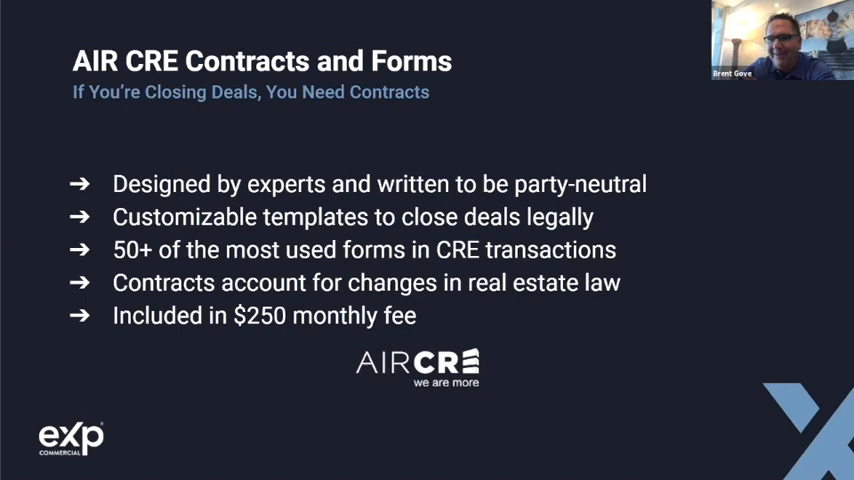 AIR CRE Contracts and Forms
If You're Closing Deals, You Need Contracts
Brent Gove
➔ Designed by experts and written to be party-neutral
➔ Customizable templates to close deals legally
➔ 50+ of the most used forms in CRE transactions
➔ Contracts account for changes in real estate law
➔ Included in $250 monthly fee
AIRCRE
we are more
exp
COMMERCIAL